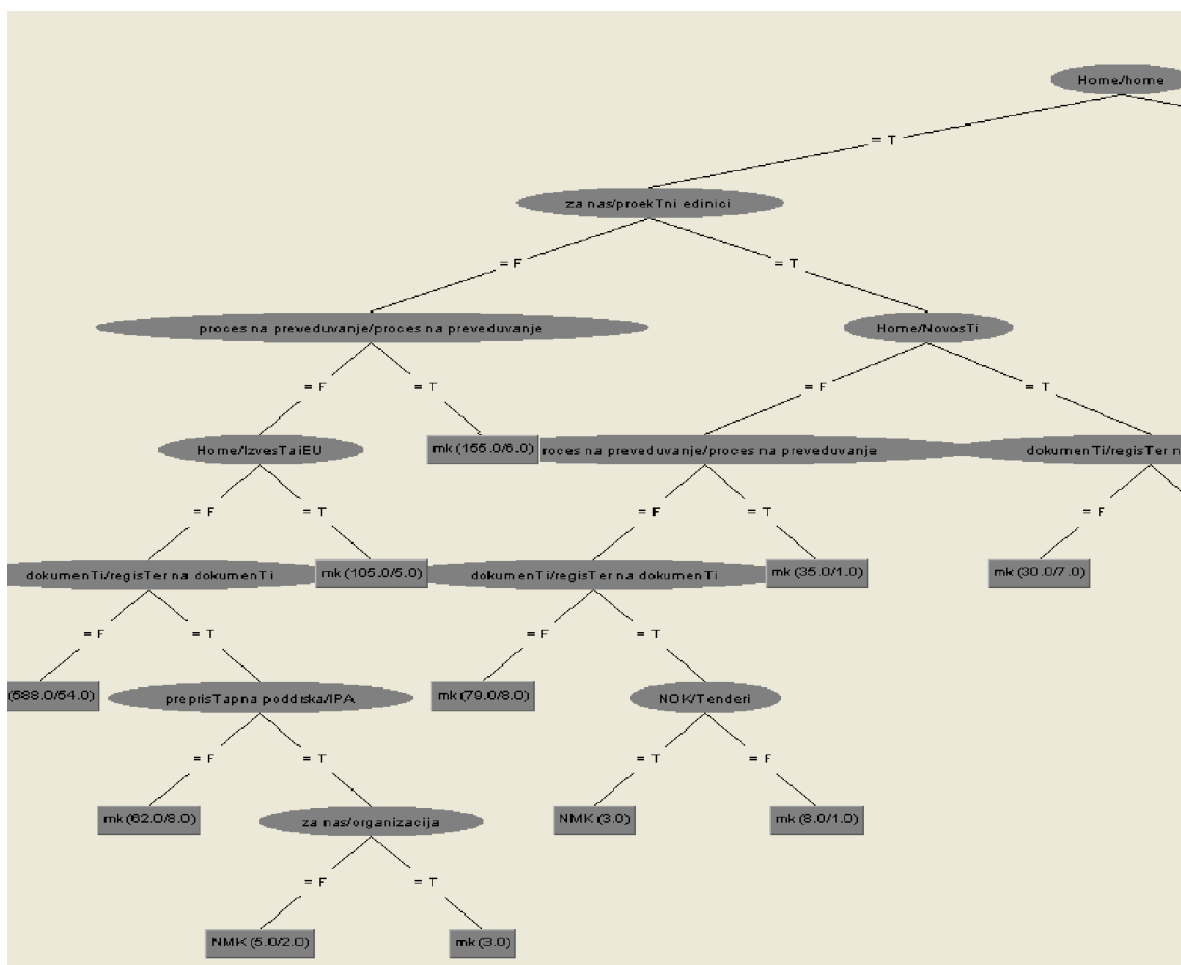 Home/home
= T
za nas/proekTni edinici
= F
= T
proces na preveduvanje/proces na preveduvanje
Home/NovosTi
= F
= T
= F
= T
Home/IzvesTaiEU
mk (155.0/6.0)
roces na preveduvanje/proces na preveduvanje
dokumenTi/regisTer n
= F
= T
= F
= T
= F
dokumenTi/regisTer na dokumenTi
mk (105.0/5.0)
dokumenTi/regisTer na dokumenTi
mk (35.0/1.0)
mk (30.0/7.0)
= F
= T
= F
= T
(588.0/54.0)
preprisTapna poddrska/IPA
mk (79.0/8.0)
NOK/Tenderi
= F
= T
= T
= F
mk (62.0/8.0)
za nas/organizacija
NMK (3.0)
mk (8.0/1.0)
= F
= T
NMK (5.0/2.0)
mk (3.0)